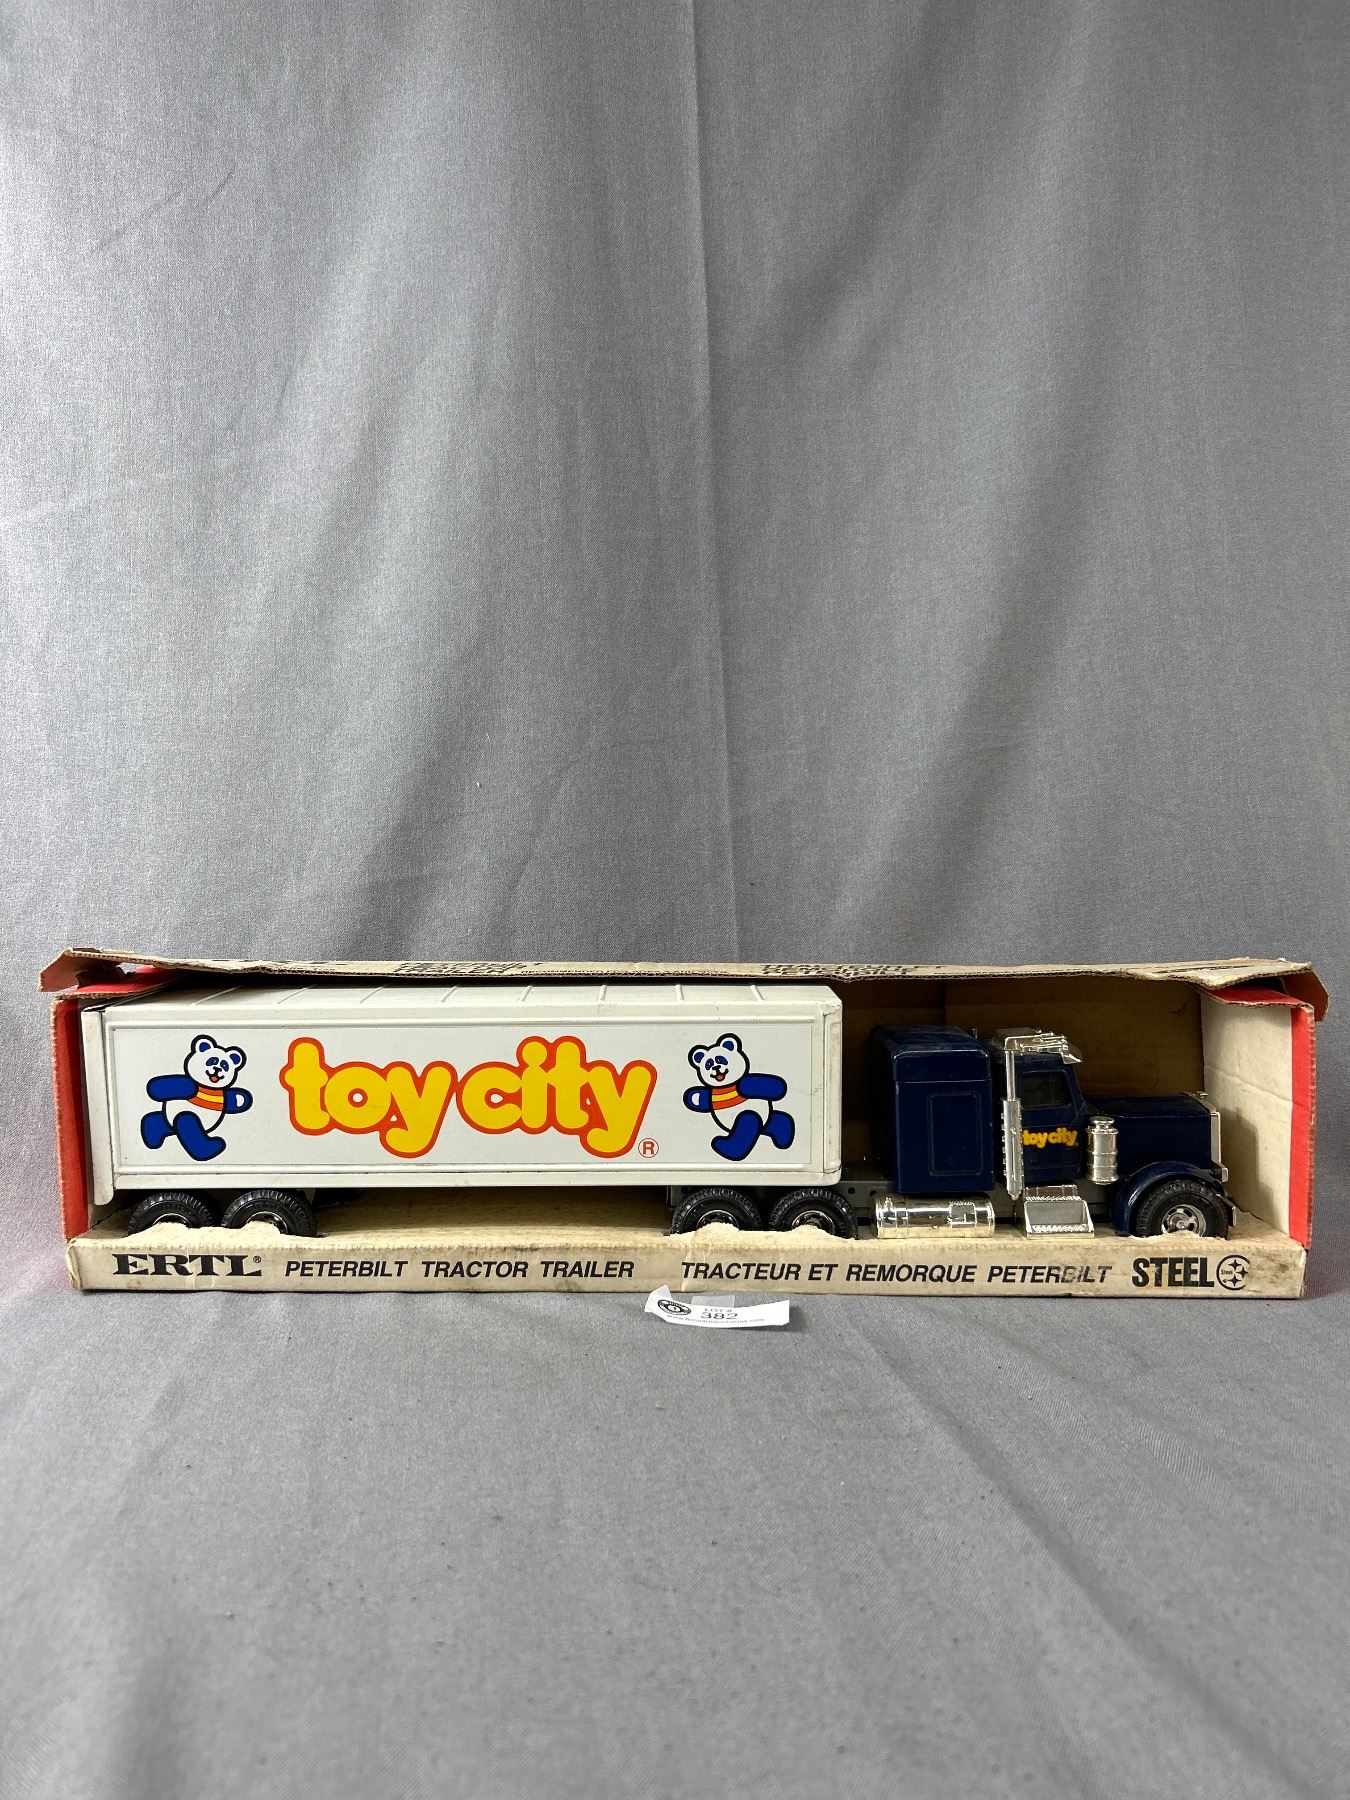 toy city ®
toy city
ERTL® PETERBILT TRACTOR TRAILER TRACTEUR ET REMORQUE PETERBILT STEEL
LOT #
382